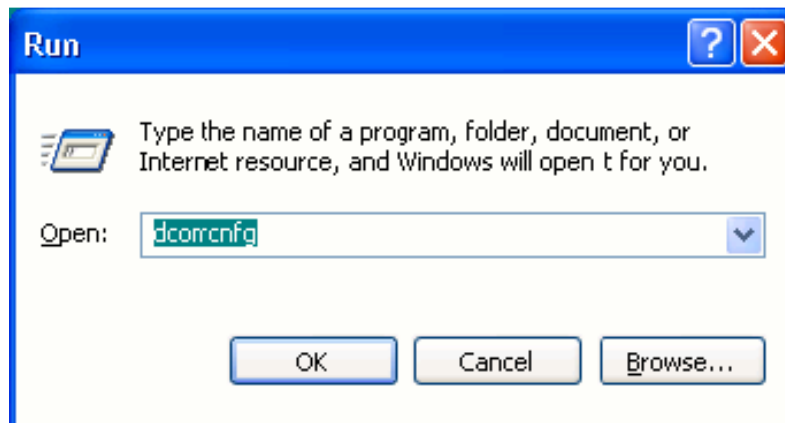 Run
Type the name of a program, folder, document, or
Internet resource, and Windows will open t for you.
Open:
dcomcnfg
OK
Cancel
Browse...